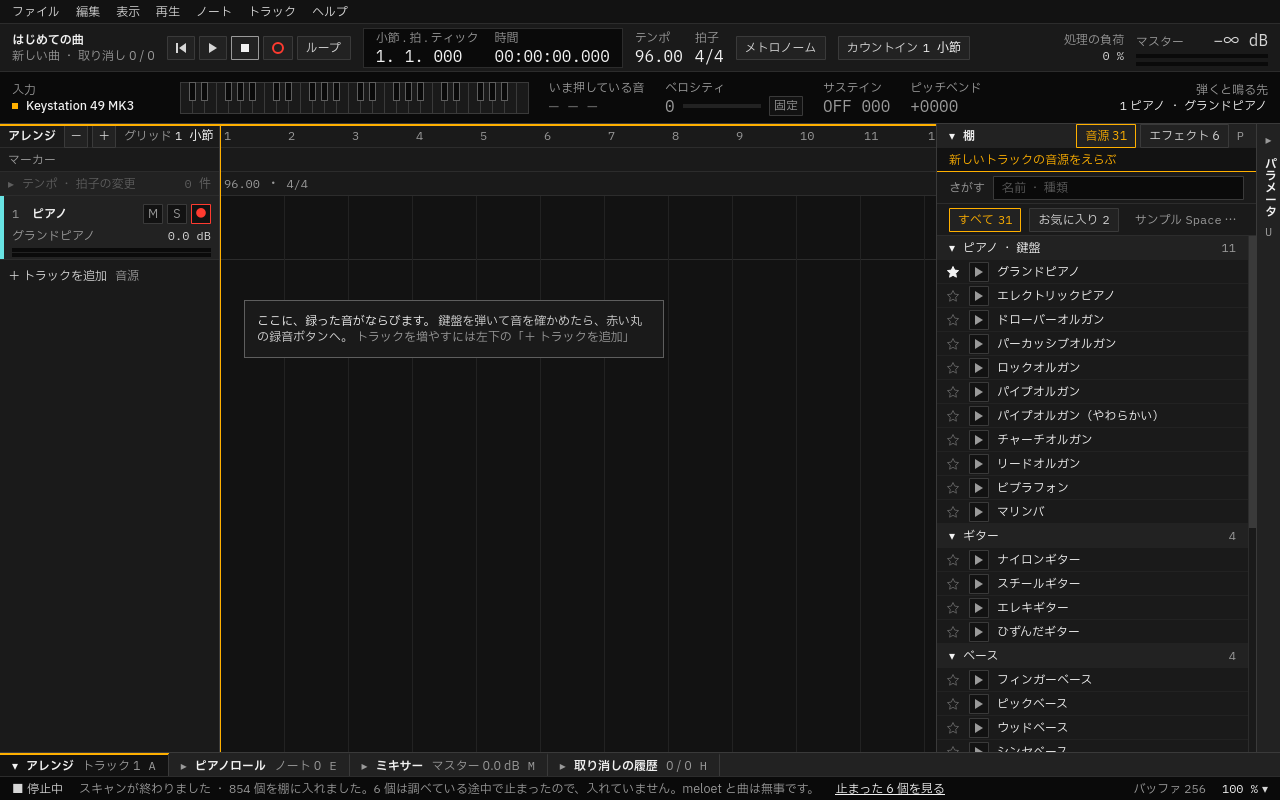 ファイル 編集 表示 再生 ノート トラック ヘルプ
はじめての曲
新しい曲 · 取り消し 0 / 0
ループ
小節 . 拍 . ティック 時間
1. 1. 000 00:00:00.000
テンポ 拍子
96.00 4/4
メトロノーム
カウントイン 1 小節
処理の負荷
0 %
マスター −∞ dB
入力
Keystation 49 MK3
いま押している音
— — —
ベロシティ
0 固定
サステイン
OFF 000
ピッチベンド
+0000
弾くと鳴る先
1 ピアノ · グランドピアノ
アレンジ − ＋ グリッド 1 小節
1 2 3 4 5 6 7 8 9 10 11 1
マーカー
▸ テンポ · 拍子の変更 0 件
96.00 · 4/4
1 ピアノ M S
グランドピアノ 0.0 dB
＋ トラックを追加 音源
ここに、録った音がならびます。 鍵盤を弾いて音を確かめたら、赤い丸
の録音ボタンへ。 トラックを増やすには左下の「＋ トラックを追加」
▾ 棚 音源 31 エフェクト 6 P
新しいトラックの音源をえらぶ
さがす 名前 · 種類
すべて 31 お気に入り 2 サンプル Space …
▾ ピアノ · 鍵盤 11
グランドピアノ
エレクトリックピアノ
ドローバーオルガン
パーカッシブオルガン
ロックオルガン
パイプオルガン
パイプオルガン（やわらかい）
チャーチオルガン
リードオルガン
ビブラフォン
マリンバ
▾ ギター 4
ナイロンギター
スチールギター
エレキギター
ひずんだギター
▾ ベース 4
フィンガーベース
ピックベース
ウッドベース
シンセベース
▸ パラメータ U
▾ アレンジ トラック 1 A
▸ ピアノロール ノート 0 E
▸ ミキサー マスター 0.0 dB M
▸ 取り消しの履歴 0 / 0 H
停止中 スキャンが終わりました · 854 個を棚に入れました。6 個は調べている途中で止まったので、入れていません。meloet と曲は無事です。 止まった 6 個を見る
バッファ 256 100 % ▾